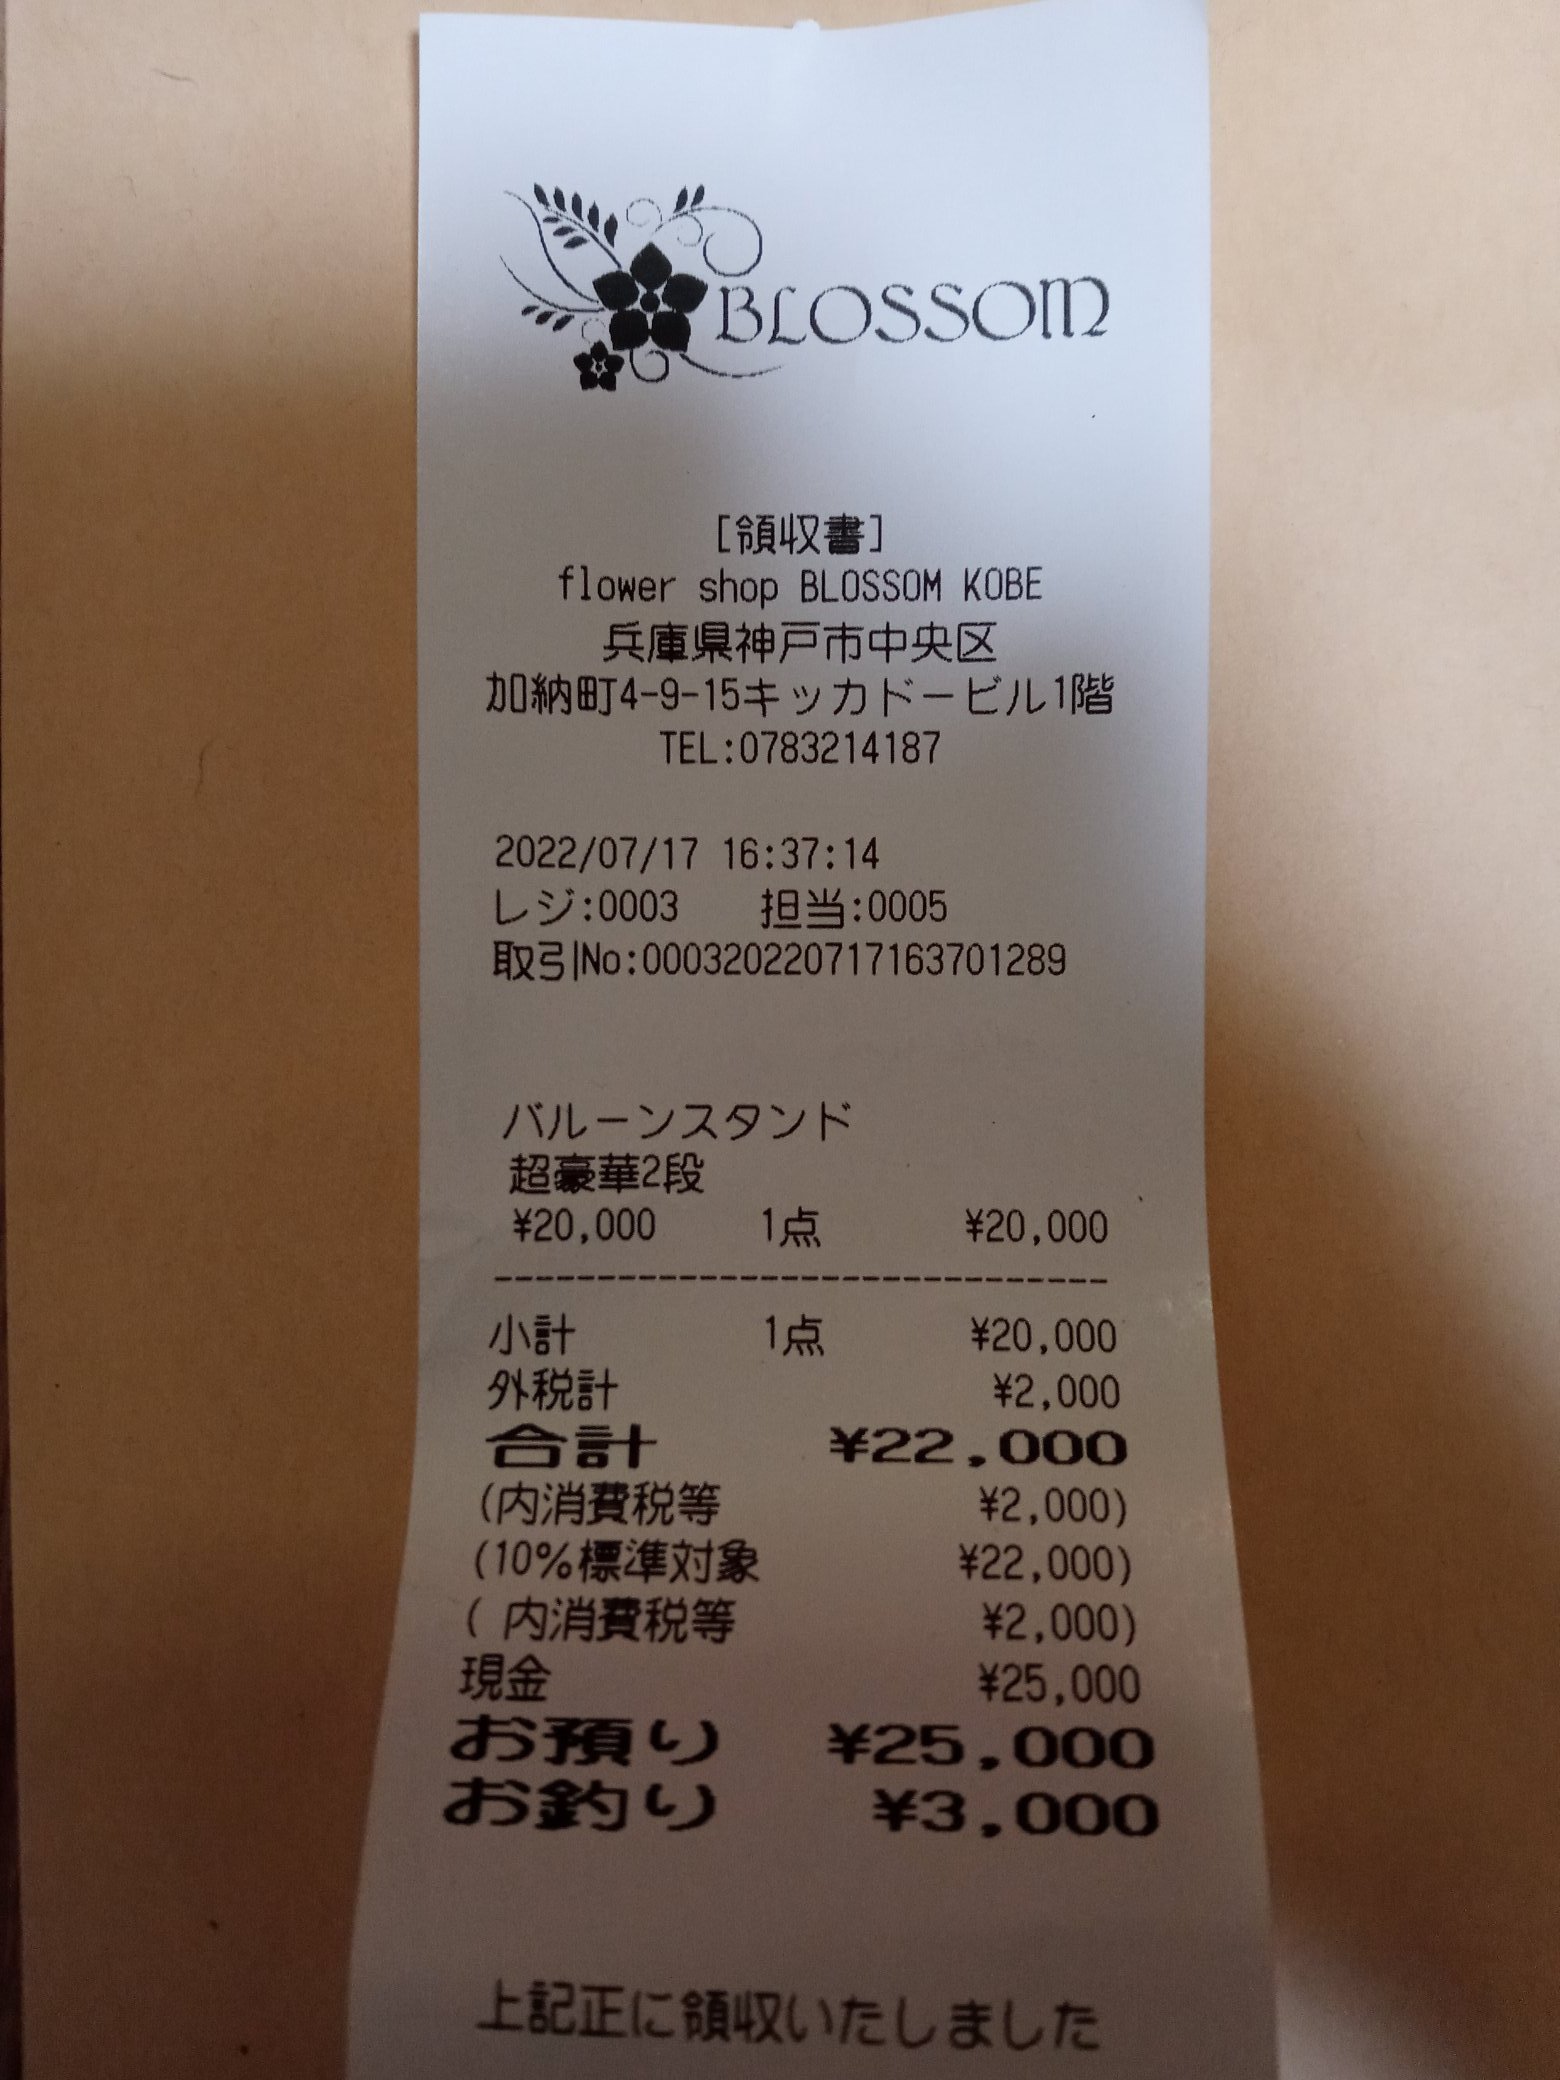 BLOSSOM
[領収書]
flower shop BLOSSOM KOBE
兵庫県神戸市中央区
加納町4-9-15キッカドービル1階
TEL:0783214187
2022/07/17 16:37:14
レジ:0003 担当:0005
取引No:000320220717163701289
バルーンスタンド
超豪華2段
¥20,000 1点 ¥20,000
小計 1点 ¥20,000
外税計 ¥2,000
合計 ¥22,000
(内消費税等 ¥2,000)
(10%標準対象 ¥22,000)
( 内消費税等 ¥2,000)
現金 ¥25,000
お預り ¥25,000
お釣り ¥3,000
上記正に領収いたしました